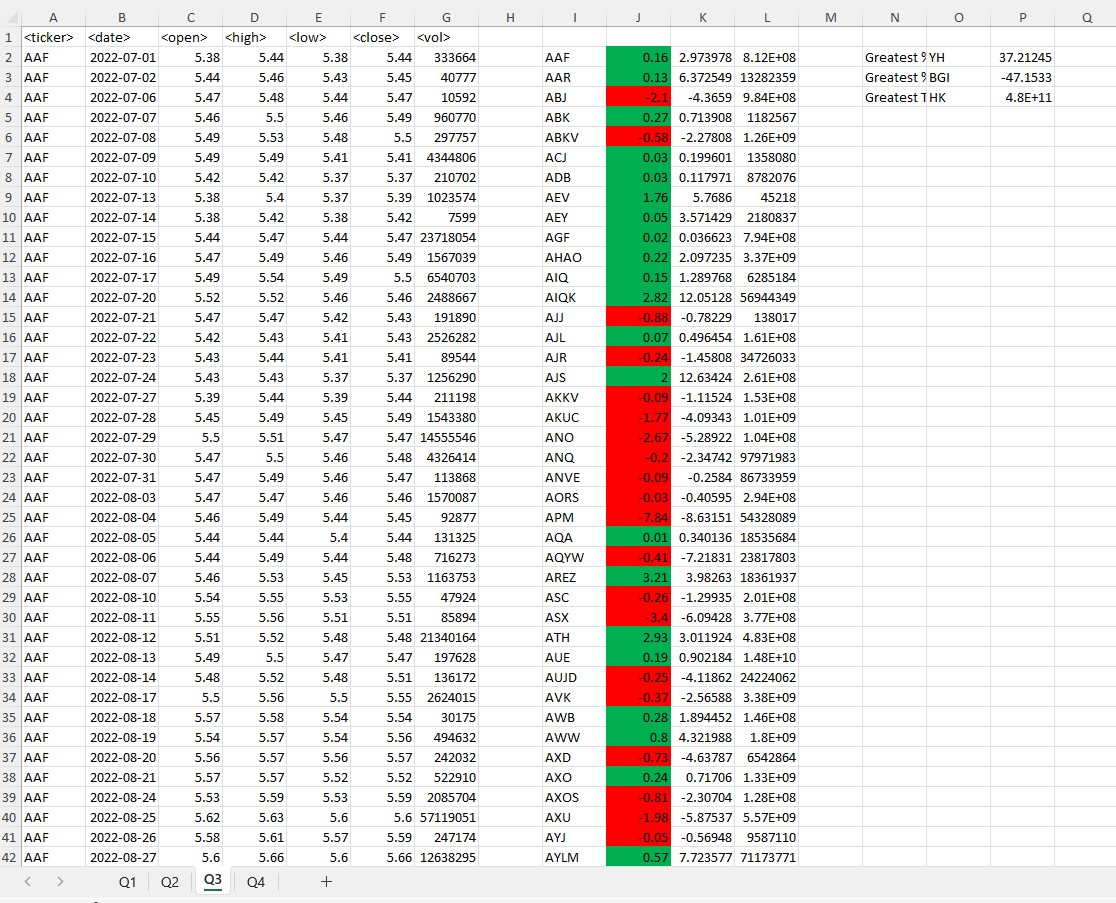 A B C D E F G H I J K L M N O P Q
1 <ticker> <date> <open> <high> <low> <close> <vol>
2 AAF 2022-07-01 5.38 5.44 5.38 5.44 333664 AAF 0.16 2.973978 8.12E+08 Greatest % YH 37.21245
3 AAF 2022-07-02 5.44 5.46 5.43 5.45 40777 AAR 0.13 6.372549 13282359 Greatest % BGI -47.1533
4 AAF 2022-07-06 5.47 5.48 5.44 5.47 10592 ABJ -2.1 -4.3659 9.84E+08 Greatest T HK 4.8E+11
5 AAF 2022-07-07 5.46 5.5 5.46 5.49 960770 ABK 0.27 0.713908 1182567
6 AAF 2022-07-08 5.49 5.53 5.48 5.5 297757 ABKV -0.58 -2.27808 1.26E+09
7 AAF 2022-07-09 5.49 5.49 5.41 5.41 4344806 ACJ 0.03 0.199601 1358080
8 AAF 2022-07-10 5.42 5.42 5.37 5.37 210702 ADB 0.03 0.117971 8782076
9 AAF 2022-07-13 5.38 5.4 5.37 5.39 1023574 AEV 1.76 5.7686 45218
10 AAF 2022-07-14 5.38 5.42 5.38 5.42 7599 AEY 0.05 3.571429 2180837
11 AAF 2022-07-15 5.44 5.47 5.44 5.47 23718054 AGF 0.02 0.036623 7.94E+08
12 AAF 2022-07-16 5.47 5.49 5.46 5.49 1567039 AHAO 0.22 2.097235 3.37E+09
13 AAF 2022-07-17 5.49 5.54 5.49 5.5 6540703 AIQ 0.15 1.289768 6285184
14 AAF 2022-07-20 5.52 5.52 5.46 5.46 2488667 AIQK 2.82 12.05128 56944349
15 AAF 2022-07-21 5.47 5.47 5.42 5.43 191890 AJJ -0.88 -0.78229 138017
16 AAF 2022-07-22 5.42 5.43 5.41 5.43 2526282 AJL 0.07 0.496454 1.61E+08
17 AAF 2022-07-23 5.43 5.44 5.41 5.41 89544 AJR -0.24 -1.45808 34726033
18 AAF 2022-07-24 5.43 5.43 5.37 5.37 1256290 AJS 2 12.63424 2.61E+08
19 AAF 2022-07-27 5.39 5.44 5.39 5.44 211198 AKKV -0.09 -1.11524 1.53E+08
20 AAF 2022-07-28 5.45 5.49 5.45 5.49 1543380 AKUC -1.77 -4.09343 1.01E+09
21 AAF 2022-07-29 5.5 5.51 5.47 5.47 14555546 ANO -2.67 -5.28922 1.04E+08
22 AAF 2022-07-30 5.47 5.5 5.46 5.48 4326414 ANQ -0.2 -2.34742 97971983
23 AAF 2022-07-31 5.47 5.49 5.46 5.47 113868 ANVE -0.09 -0.2584 86733959
24 AAF 2022-08-03 5.47 5.47 5.46 5.46 1570087 AORS -0.03 -0.40595 2.94E+08
25 AAF 2022-08-04 5.46 5.49 5.44 5.45 92877 APM -7.84 -8.63151 54328089
26 AAF 2022-08-05 5.44 5.44 5.4 5.44 131325 AQA 0.01 0.340136 18535684
27 AAF 2022-08-06 5.44 5.49 5.44 5.48 716273 AQYW -0.41 -7.21831 23817803
28 AAF 2022-08-07 5.46 5.53 5.45 5.53 1163753 AREZ 3.21 3.98263 18361937
29 AAF 2022-08-10 5.54 5.55 5.53 5.55 47924 ASC -0.26 -1.29935 2.01E+08
30 AAF 2022-08-11 5.55 5.56 5.51 5.51 85894 ASX -3.4 -6.09428 3.77E+08
31 AAF 2022-08-12 5.51 5.52 5.48 5.48 21340164 ATH 2.93 3.011924 4.83E+08
32 AAF 2022-08-13 5.49 5.5 5.47 5.47 197628 AUE 0.19 0.902184 1.48E+10
33 AAF 2022-08-14 5.48 5.52 5.48 5.51 136172 AUJD -0.25 -4.11862 24224062
34 AAF 2022-08-17 5.5 5.56 5.5 5.55 2624015 AVK -0.37 -2.56588 3.38E+09
35 AAF 2022-08-18 5.57 5.58 5.54 5.54 30175 AWB 0.28 1.894452 1.46E+08
36 AAF 2022-08-19 5.54 5.57 5.54 5.56 494632 AWW 0.8 4.321988 1.8E+09
37 AAF 2022-08-20 5.56 5.57 5.56 5.57 242032 AXD -0.73 -4.63787 6542864
38 AAF 2022-08-21 5.57 5.57 5.52 5.52 522910 AXO 0.24 0.71706 1.33E+09
39 AAF 2022-08-24 5.53 5.59 5.53 5.59 2085704 AXOS -0.81 -2.30704 1.28E+08
40 AAF 2022-08-25 5.62 5.63 5.6 5.6 57119051 AXU -1.98 -5.87537 5.57E+09
41 AAF 2022-08-26 5.58 5.61 5.57 5.59 247174 AYJ -0.05 -0.56948 9587110
42 AAF 2022-08-27 5.6 5.66 5.6 5.66 12638295 AYLM 0.57 7.723577 71173771
Q1 Q2 Q3 Q4 +